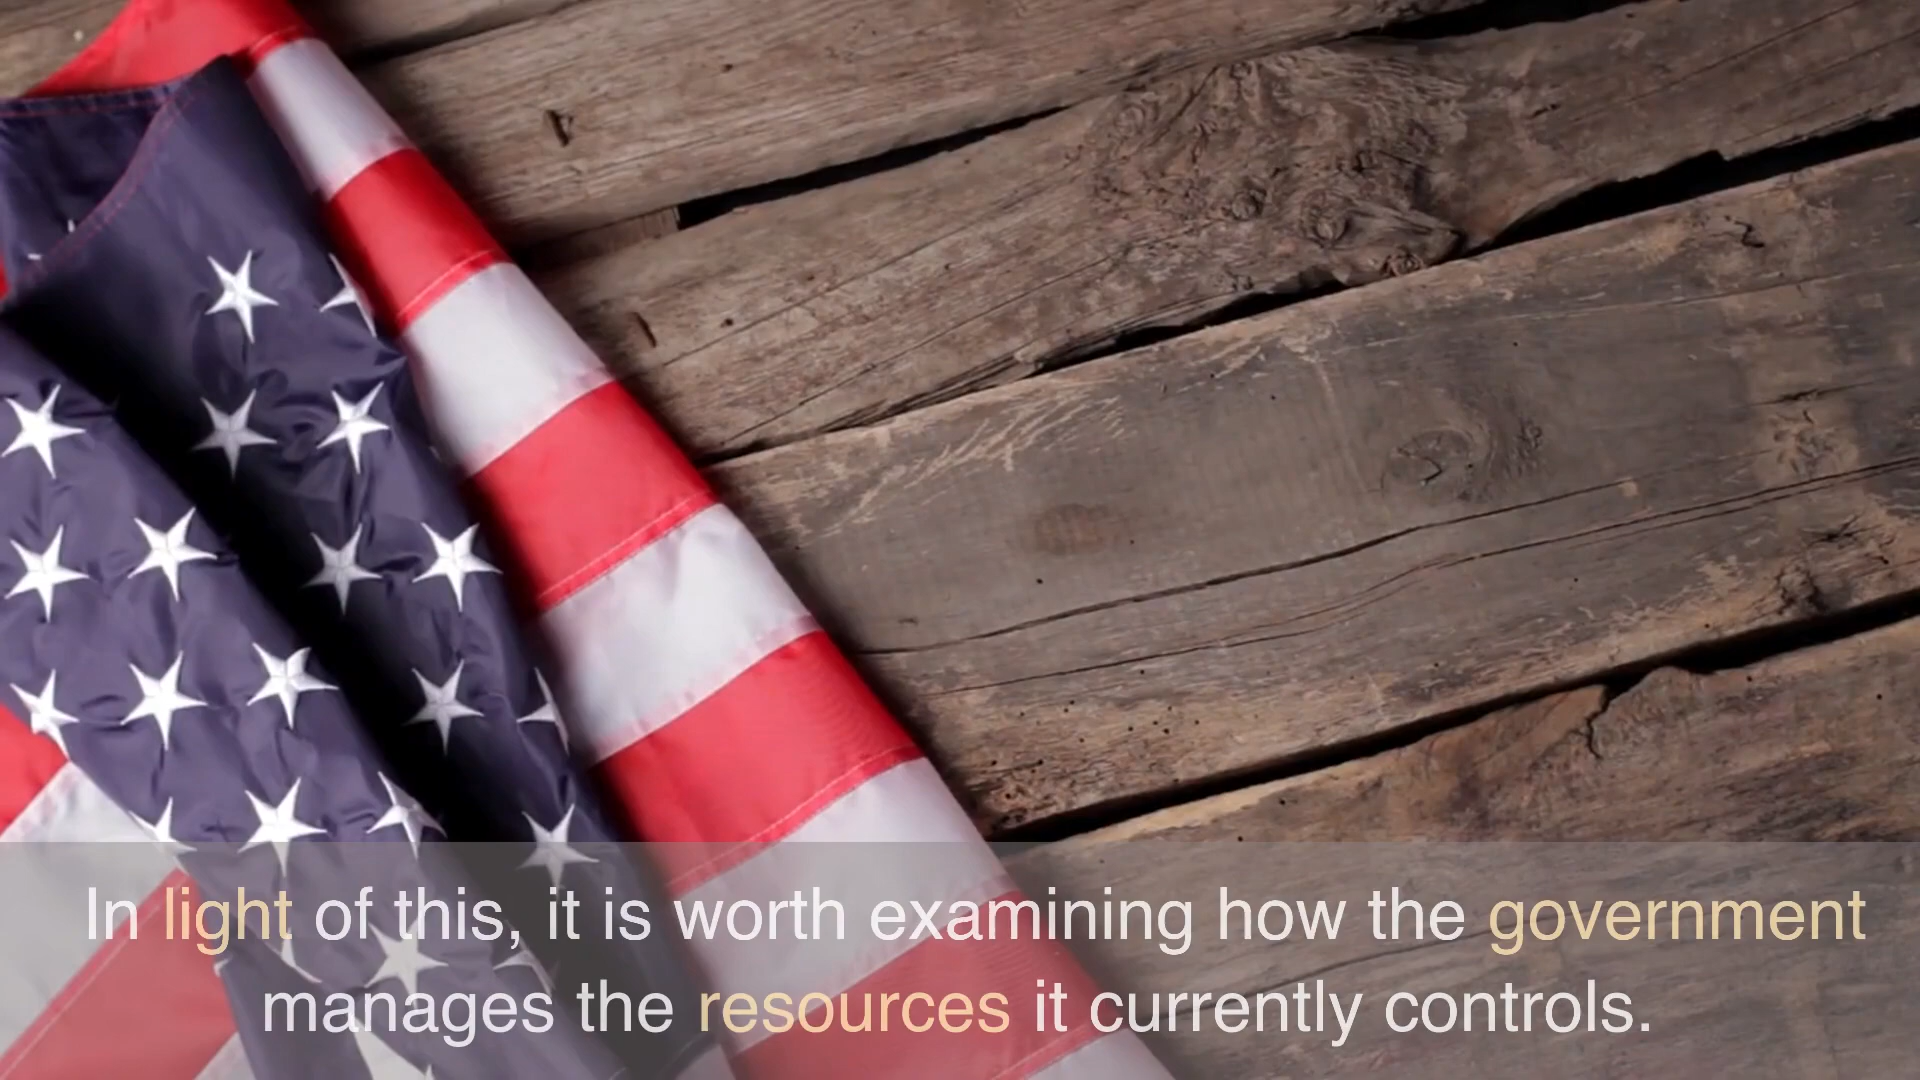 In light of this, it is worth examining how the government
manages the resources it currently controls.